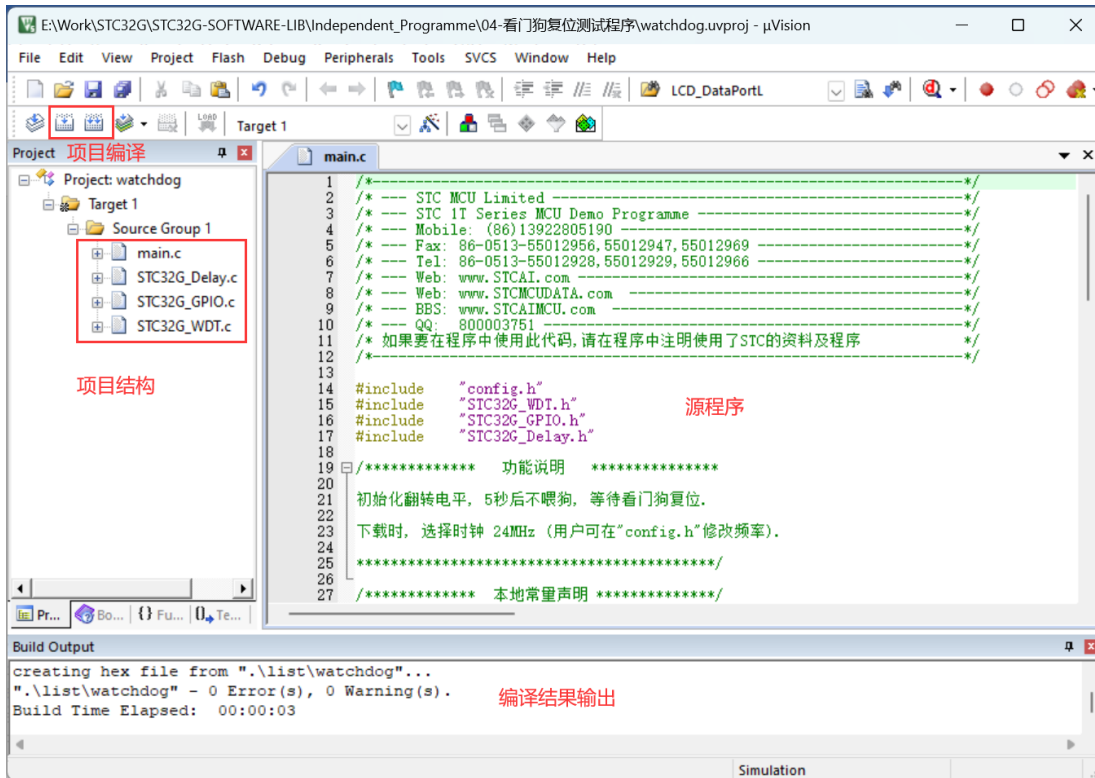 E:\Work\STC32G\STC32G-SOFTWARE-LIB\Independent_Programme\04-看门狗复位测试程序\watchdog.uvproj - µVision
File Edit View Project Flash Debug Peripherals Tools SVCS Window Help
LCD_DataPortL
LOAD
Target 1
Project 项目编译
main.c
Project: watchdog
Target 1
Source Group 1
main.c
STC32G_Delay.c
STC32G_GPIO.c
STC32G_WDT.c
项目结构
1 /*---------------------------------------------------------------------*/
2 /* --- STC MCU Limited ------------------------------------------------*/
3 /* --- STC 1T Series MCU Demo Programme -------------------------------*/
4 /* --- Mobile: (86)13922805190 ----------------------------------------*/
5 /* --- Fax: 86-0513-55012956,55012947,55012969 ------------------------*/
6 /* --- Tel: 86-0513-55012928,55012929,55012966 ------------------------*/
7 /* --- Web: www.STCAI.com ---------------------------------------------*/
8 /* --- Web: www.STCMCUDATA.com  ---------------------------------------*/
9 /* --- BBS: www.STCAIMCU.com  -----------------------------------------*/
10 /* --- QQ:  800003751 -------------------------------------------------*/
11 /* 如果要在程序中使用此代码,请在程序中注明使用了STC的资料及程序            */
12 /*---------------------------------------------------------------------*/
13
14 #include    "config.h"
15 #include    "STC32G_WDT.h"
16 #include    "STC32G_GPIO.h"
17 #include    "STC32G_Delay.h"
源程序
18
19 /*************   功能说明   ***************
20
21 初始化翻转电平, 5秒后不喂狗, 等待看门狗复位.
22
23 下载时, 选择时钟 24MHz (用户可在"config.h"修改频率).
24
25 ******************************************/
26
27 /*************  本地常量声明 **************/
Pr... Bo... {} Fu... Te...
Build Output
creating hex file from ".\list\watchdog"...
".\list\watchdog" - 0 Error(s), 0 Warning(s).
Build Time Elapsed:  00:00:03
编译结果输出
Simulation